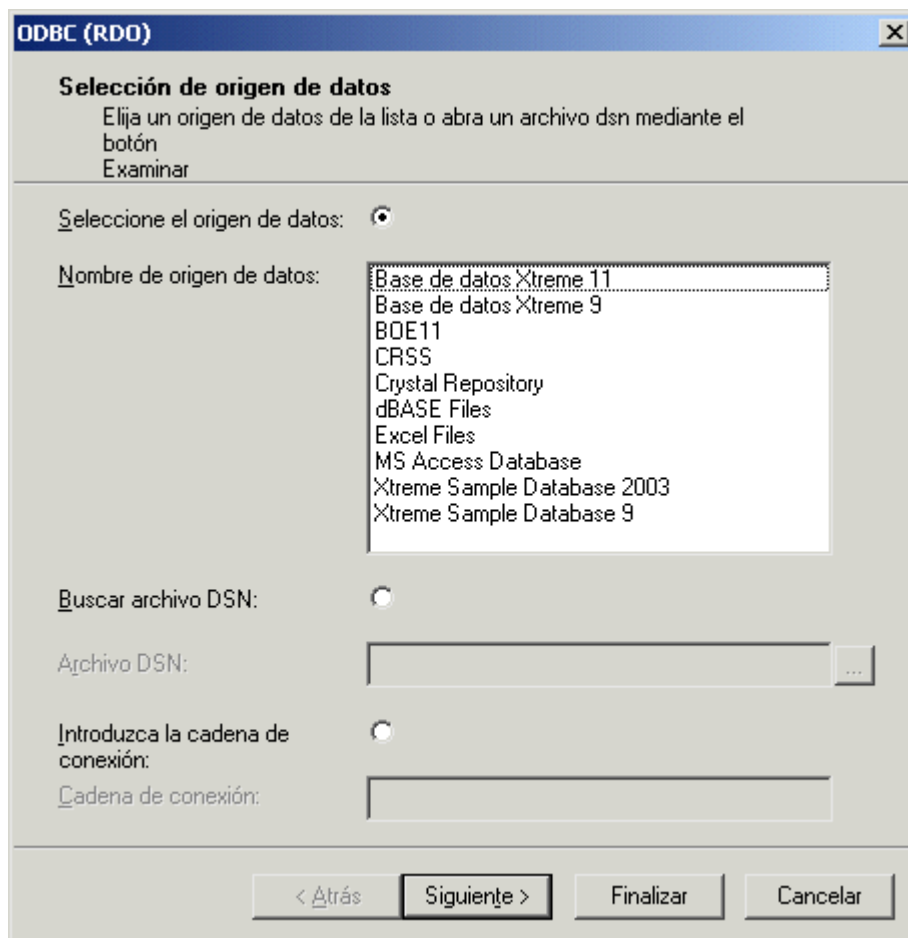 ODBC (RDO)
Selección de origen de datos
Elija un origen de datos de la lista o abra un archivo dsn mediante el
botón
Examinar
Seleccione el origen de datos:
Nombre de origen de datos:
Base de datos Xtreme 11
Base de datos Xtreme 9
BOE11
CRSS
Crystal Repository
dBASE Files
Excel Files
MS Access Database
Xtreme Sample Database 2003
Xtreme Sample Database 9
Buscar archivo DSN:
Archivo DSN:
...
Introduzca la cadena de
conexión:
Cadena de conexión:
< Atrás
Siguiente >
Finalizar
Cancelar